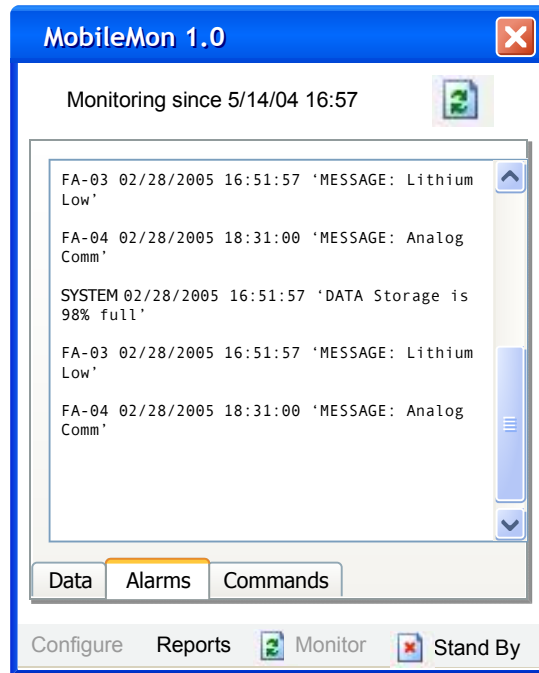 MobileMon 1.0
Monitoring since 5/14/04 16:57
FA-03 02/28/2005 16:51:57 ‘MESSAGE: Lithium
Low’
FA-04 02/28/2005 18:31:00 ‘MESSAGE: Analog
Comm’
SYSTEM 02/28/2005 16:51:57 ‘DATA Storage is
98% full’
FA-03 02/28/2005 16:51:57 ‘MESSAGE: Lithium
Low’
FA-04 02/28/2005 18:31:00 ‘MESSAGE: Analog
Comm’
Data Alarms Commands
Configure Reports Monitor Stand By